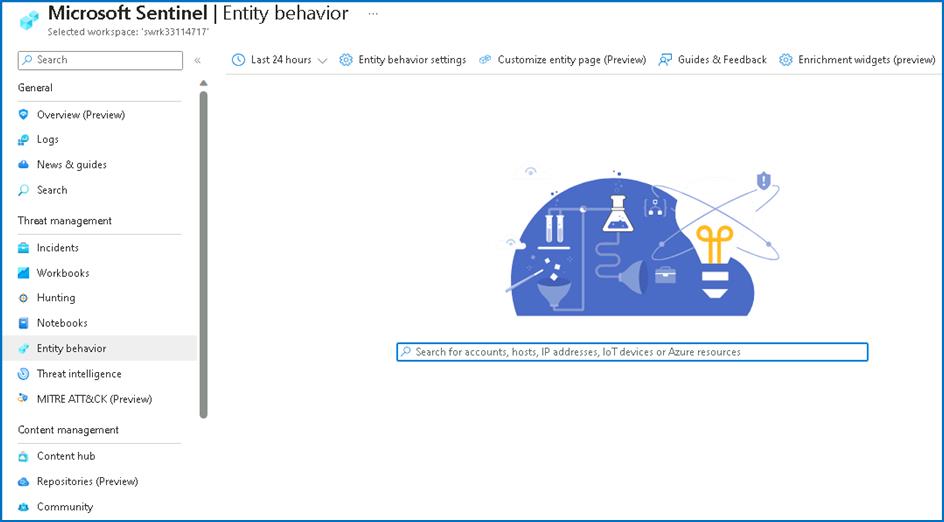 Microsoft Sentinel | Entity behavior ...
Selected workspace: 'swrk33114717'
Search «
Last 24 hours Entity behavior settings Customize entity page (Preview) Guides & Feedback Enrichment widgets (preview)
General
Overview (Preview)
Logs
News & guides
Search
Threat management
Incidents
Workbooks
Hunting
Notebooks
Entity behavior
Threat intelligence
MITRE ATT&CK (Preview)
Content management
Content hub
Repositories (Preview)
Community
Search for accounts, hosts, IP addresses, IoT devices or Azure resources